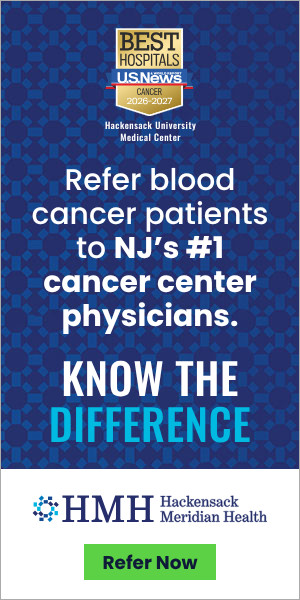 BEST
HOSPITALS
U.S.News
CANCER
2026-2027
Hackensack University
Medical Center
Refer blood
cancer patients
to NJ's #1
cancer center
physicians.
KNOW THE
DIFFERENCE
HMH Hackensack
Meridian Health
Refer Now